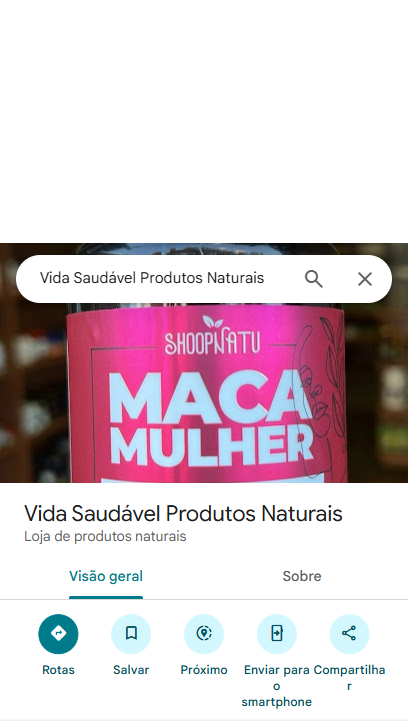 Vida Saudável Produtos Naturais
SHOOPNATU
MACA
MULHER
Vida Saudável Produtos Naturais
Loja de produtos naturais
Visão geral
Sobre
Rotas
Salvar
Próximo
Enviar para
o
smartphone
Compartilha
r